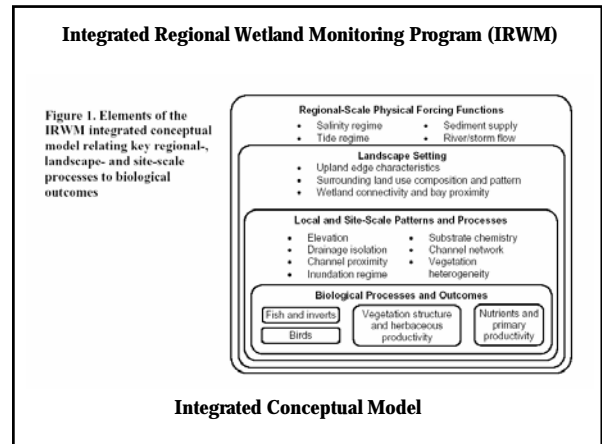 Integrated Regional Wetland Monitoring Program (IRWM)
Figure 1. Elements of the
IRWM integrated conceptual
model relating key regional-,
landscape- and site-scale
processes to biological
outcomes
Regional-Scale Physical Forcing Functions
• Salinity regime • Sediment supply
• Tide regime • River/storm flow
Landscape Setting
• Upland edge characteristics
• Surrounding land use composition and pattern
• Wetland connectivity and bay proximity
Local and Site-Scale Patterns and Processes
• Elevation • Substrate chemistry
• Drainage isolation • Channel network
• Channel proximity • Vegetation
• Inundation regime heterogeneity
Biological Processes and Outcomes
Fish and inverts
Birds
Vegetation structure
and herbaceous
productivity
Nutrients and
primary
productivity
Integrated Conceptual Model